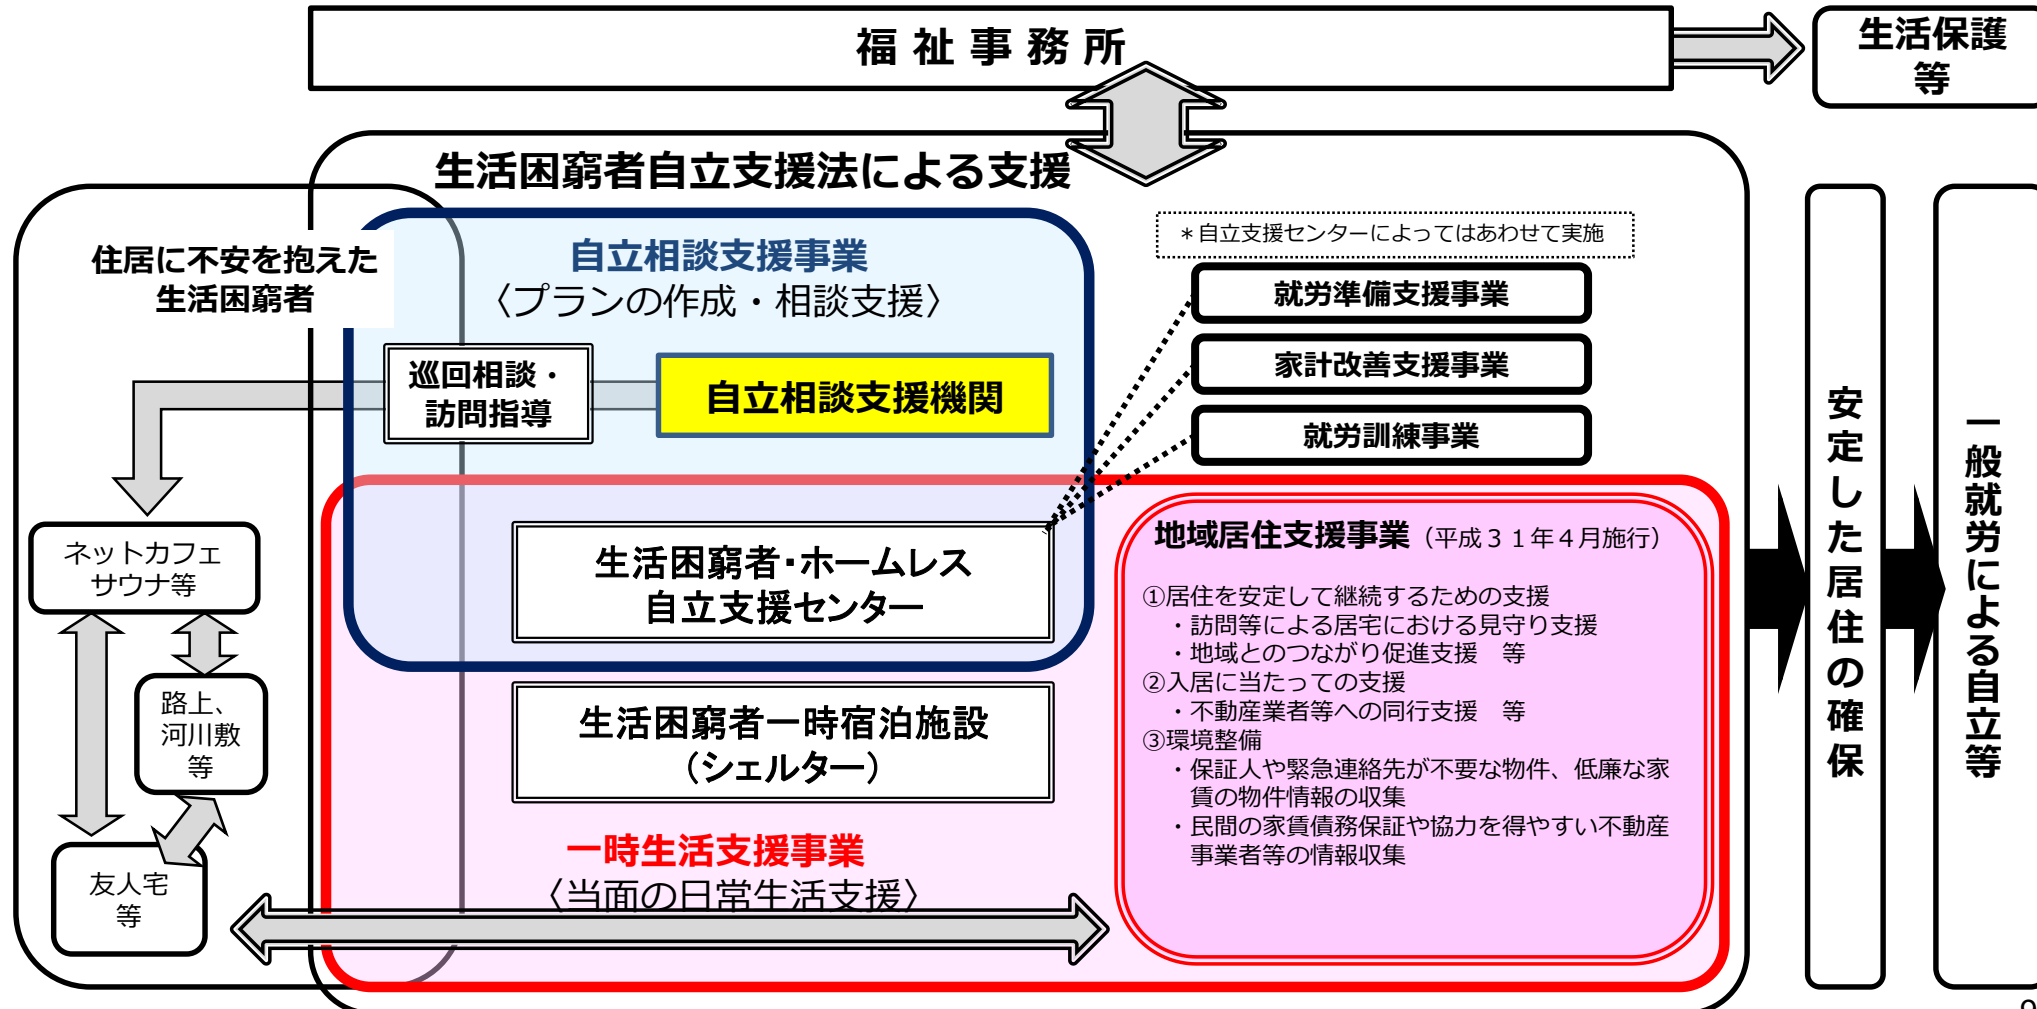 福祉事務所
生活保護
等
生活困窮者自立支援法による支援
住居に不安を抱えた
生活困窮者
自立相談支援事業
〈プランの作成・相談支援〉
＊自立支援センターによってはあわせて実施
就労準備支援事業
家計改善支援事業
就労訓練事業
巡回相談・
訪問指導
自立相談支援機関
ネットカフェ
サウナ等
路上、
河川敷
等
友人宅
等
生活困窮者・ホームレス
自立支援センター
生活困窮者一時宿泊施設
（シェルター）
一時生活支援事業
〈当面の日常生活支援〉
地域居住支援事業（平成３１年４月施行）
①居住を安定して継続するための支援
・訪問等による居宅における見守り支援
・地域とのつながり促進支援　等
②入居に当たっての支援
・不動産業者等への同行支援　等
③環境整備
・保証人や緊急連絡先が不要な物件、低廉な家
賃の物件情報の収集
・民間の家賃債務保証や協力を得やすい不動産
事業者等の情報収集
安定した居住の確保
一般就労による自立等